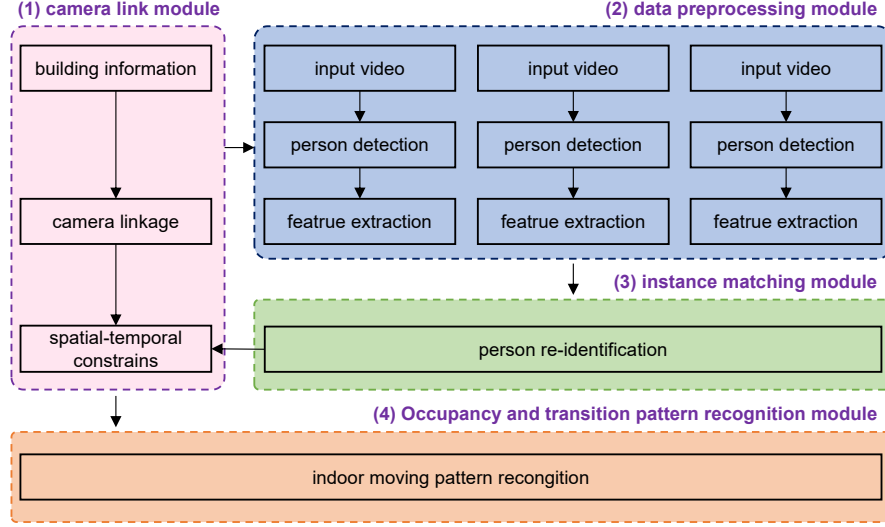 (1) camera link module
building information
camera linkage
spatial-temporal
constrains
(2) data preprocessing module
input video
input video
input video
person detection
person detection
person detection
featrue extraction
featrue extraction
featrue extraction
(3) instance matching module
person re-identification
(4) Occupancy and transition pattern recognition module
indoor moving pattern recongition